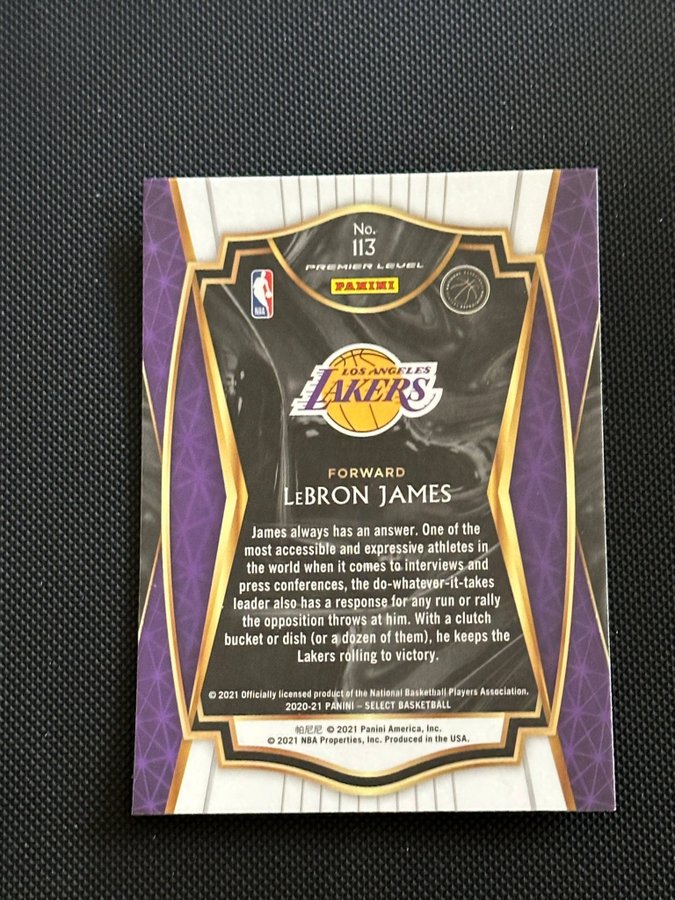 No.
113
PREMIER LEVEL
PANINI
NBA
LOS ANGELES
LAKERS
FORWARD
LeBRON JAMES
James always has an answer. One of the
most accessible and expressive athletes in
the world when it comes to interviews and
press conferences, the do-whatever-it-takes
leader also has a response for any run or rally
the opposition throws at him. With a clutch
bucket or dish (or a dozen of them), he keeps the
Lakers rolling to victory.
© 2021 Officially licensed product of the National Basketball Players Association.
2020-21 PANINI – SELECT BASKETBALL
帕尼尼 © 2021 Panini America, Inc.
© 2021 NBA Properties, Inc. Produced in the USA.